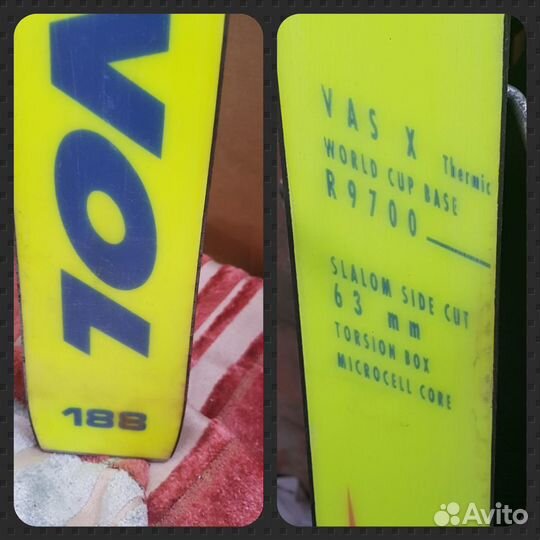 VOL
188
VAS X Thermic
WORLD CUP BASE
R9700
SLALOM SIDE CUT
63 mm
TORSION BOX
MICROCELL CORE
Avito